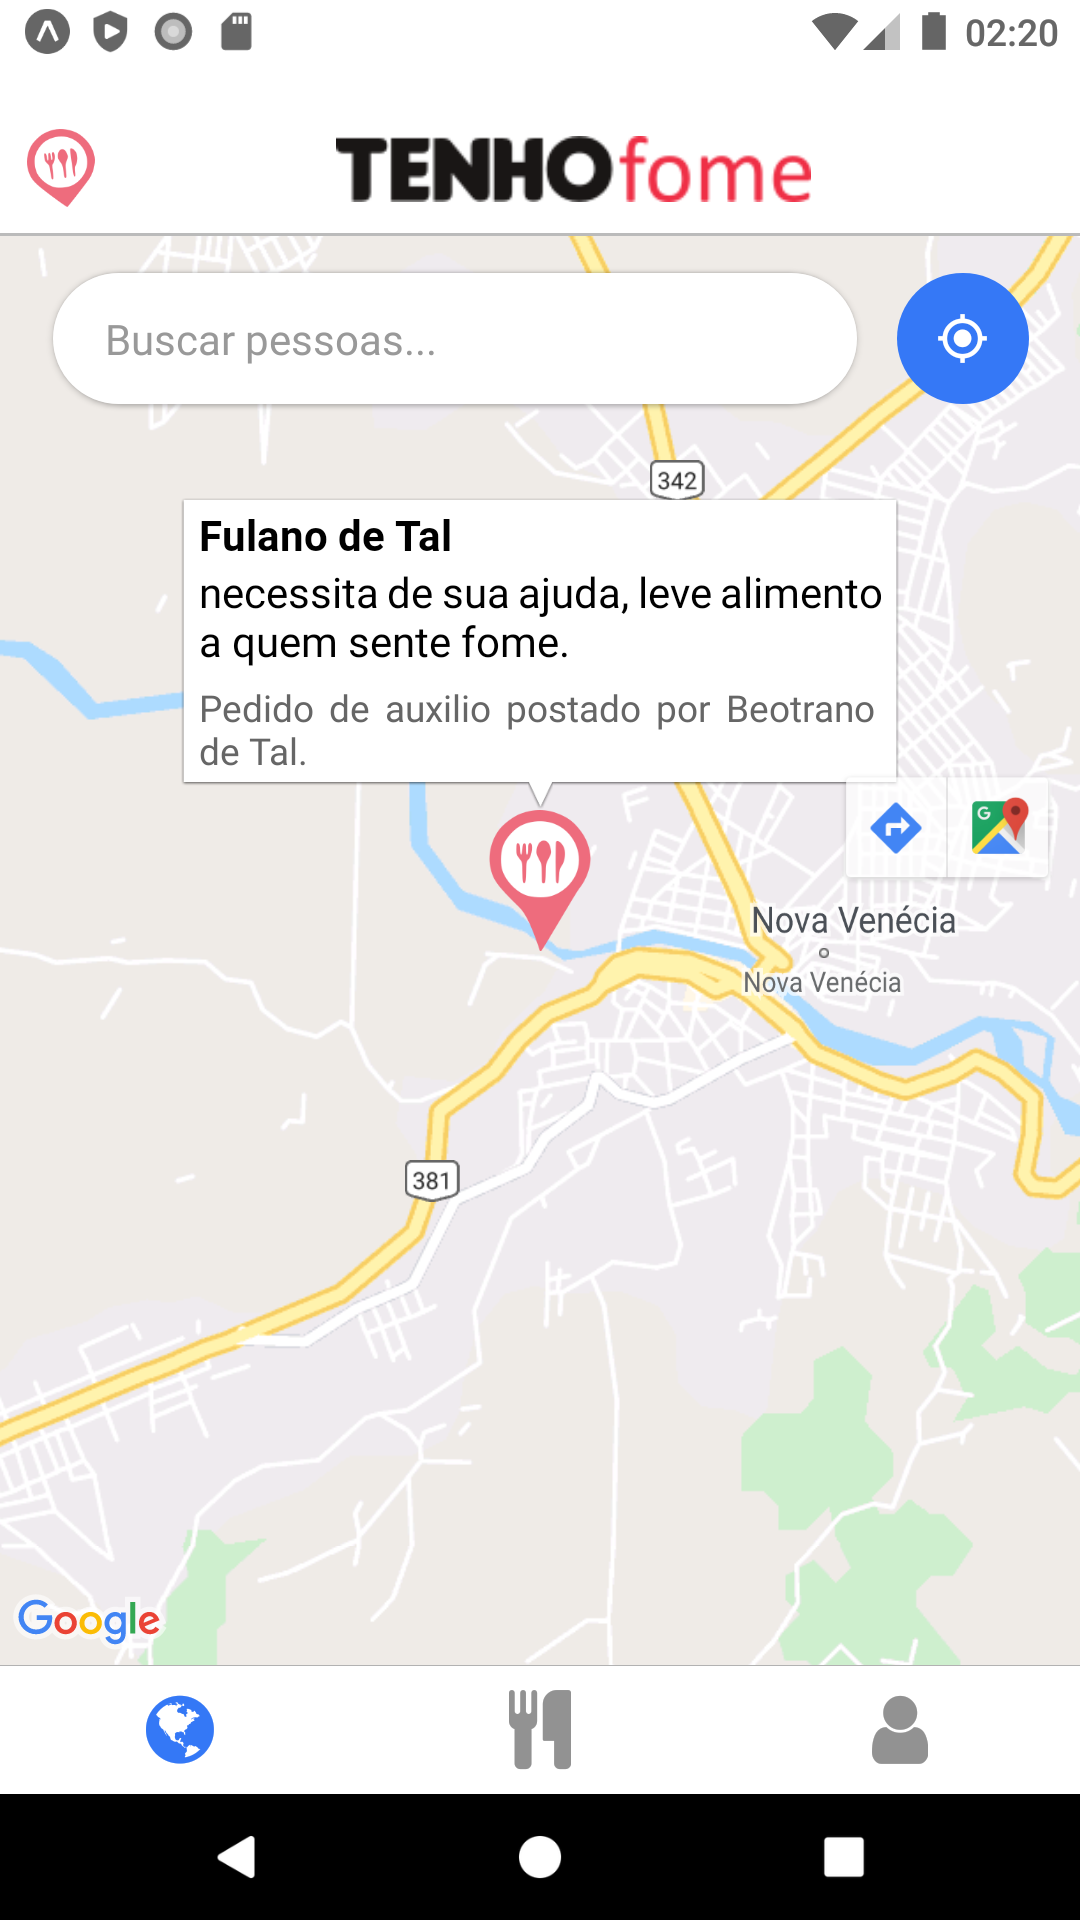 02:20
TENHOfome
Buscar pessoas...
342
Fulano de Tal
necessita de sua ajuda, leve alimento
a quem sente fome.
Pedido de auxilio postado por Beotrano
de Tal.
G
Nova Venécia
Nova Venécia
381
Google